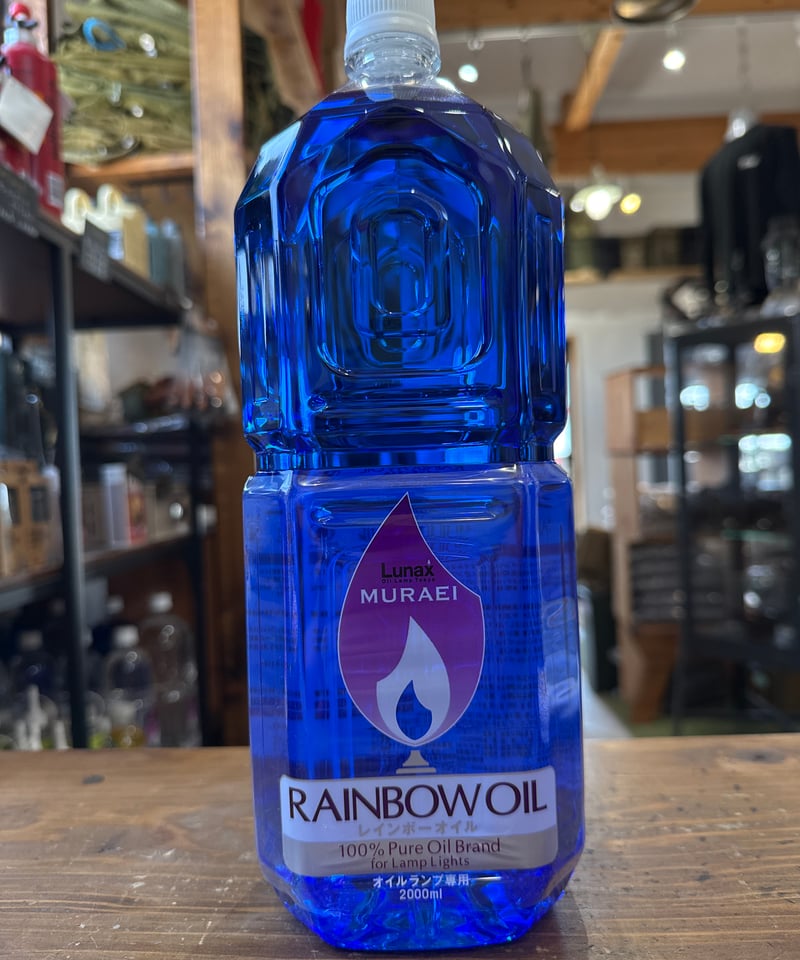 Lunax
Oil Lamp Tokyo
MURAEI
RAINBOW OIL
レインボーオイル
100% Pure Oil Brand
for Lamp Lights
オイルランプ専用
2000ml